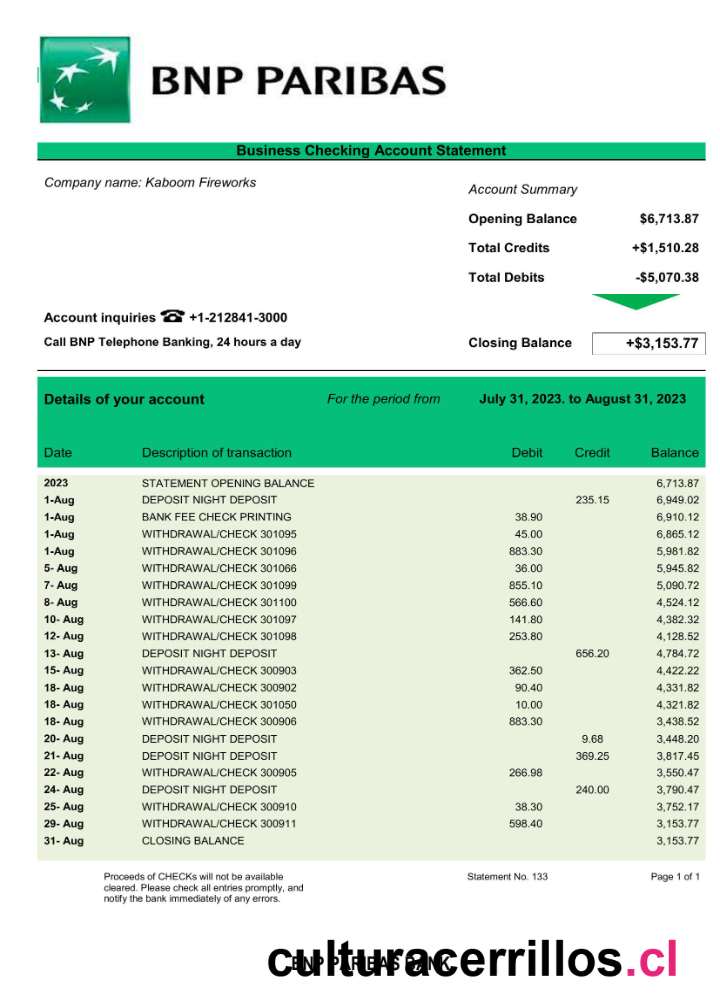 BNP PARIBAS
Business Checking Account Statement
Company name: Kaboom Fireworks
Account Summary
Opening Balance $6,713.87
Total Credits +$1,510.28
Total Debits -$5,070.38
Account inquiries ☎ +1-212841-3000
Call BNP Telephone Banking, 24 hours a day
Closing Balance +$3,153.77
Details of your account For the period from July 31, 2023. to August 31, 2023
Date Description of transaction Debit Credit Balance
2023 STATEMENT OPENING BALANCE 6,713.87
1-Aug DEPOSIT NIGHT DEPOSIT 235.15 6,949.02
1-Aug BANK FEE CHECK PRINTING 38.90 6,910.12
1-Aug WITHDRAWAL/CHECK 301095 45.00 6,865.12
1-Aug WITHDRAWAL/CHECK 301096 883.30 5,981.82
5- Aug WITHDRAWAL/CHECK 301066 36.00 5,945.82
7- Aug WITHDRAWAL/CHECK 301099 855.10 5,090.72
8- Aug WITHDRAWAL/CHECK 301100 566.60 4,524.12
10- Aug WITHDRAWAL/CHECK 301097 141.80 4,382.32
12- Aug WITHDRAWAL/CHECK 301098 253.80 4,128.52
13- Aug DEPOSIT NIGHT DEPOSIT 656.20 4,784.72
15- Aug WITHDRAWAL/CHECK 300903 362.50 4,422.22
18- Aug WITHDRAWAL/CHECK 300902 90.40 4,331.82
18- Aug WITHDRAWAL/CHECK 301050 10.00 4,321.82
18- Aug WITHDRAWAL/CHECK 300906 883.30 3,438.52
20- Aug DEPOSIT NIGHT DEPOSIT 9.68 3,448.20
21- Aug DEPOSIT NIGHT DEPOSIT 369.25 3,817.45
22- Aug WITHDRAWAL/CHECK 300905 266.98 3,550.47
24- Aug DEPOSIT NIGHT DEPOSIT 240.00 3,790.47
25- Aug WITHDRAWAL/CHECK 300910 38.30 3,752.17
29- Aug WITHDRAWAL/CHECK 300911 598.40 3,153.77
31- Aug CLOSING BALANCE 3,153.77
Proceeds of CHECKs will not be available Statement No. 133 Page 1 of 1
cleared. Please check all entries promptly, and
notify the bank immediately of any errors.
BNP PARIBAS BANK
culturacerrillos.cl